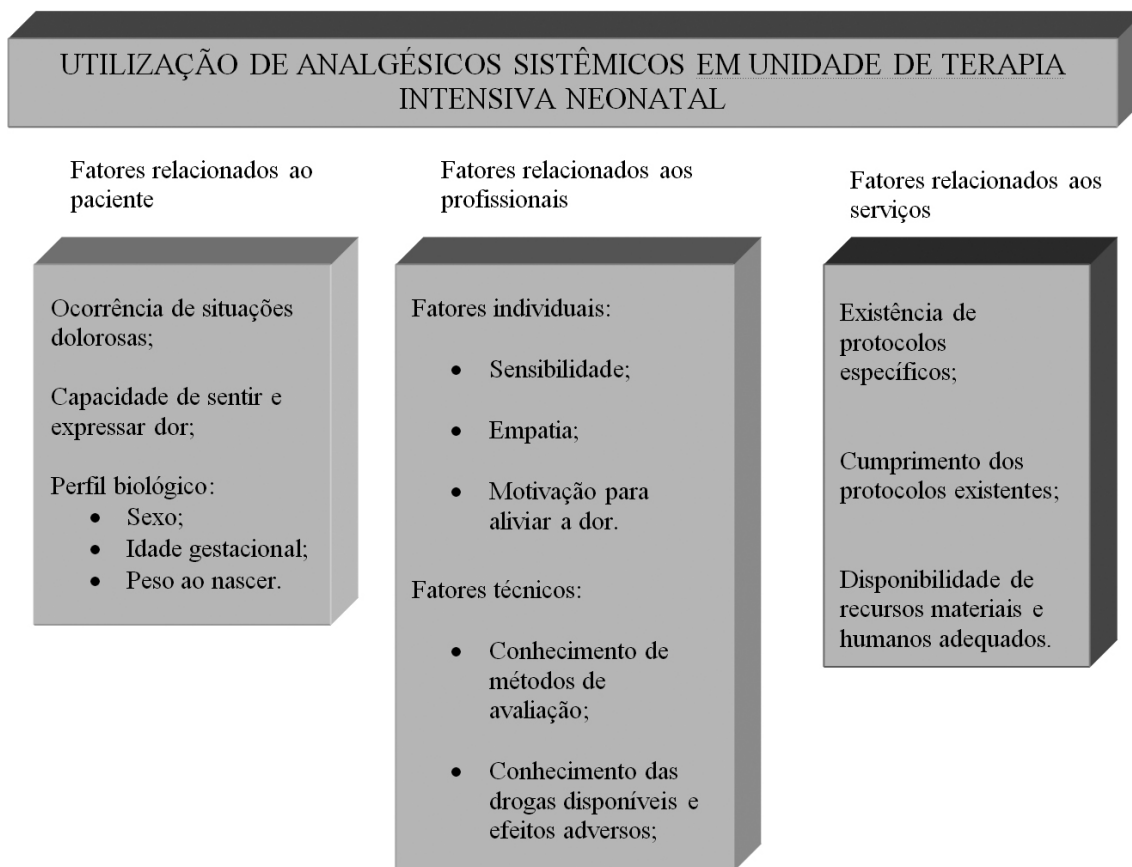 UTILIZAÇÃO DE ANALGÉSICOS SISTÊMICOS EM UNIDADE DE TERAPIA
INTENSIVA NEONATAL
Fatores relacionados ao
paciente
Ocorrência de situações
dolorosas;
Capacidade de sentir e
expressar dor;
Perfil biológico:
• Sexo;
• Idade gestacional;
• Peso ao nascer.
Fatores relacionados aos
profissionais
Fatores individuais:
• Sensibilidade;
• Empatia;
• Motivação para
aliviar a dor.
Fatores técnicos:
• Conhecimento de
métodos de
avaliação;
• Conhecimento das
drogas disponíveis e
efeitos adversos;
Fatores relacionados aos
serviços
Existência de
protocolos
específicos;
Cumprimento dos
protocolos existentes;
Disponibilidade de
recursos materiais e
humanos adequados.